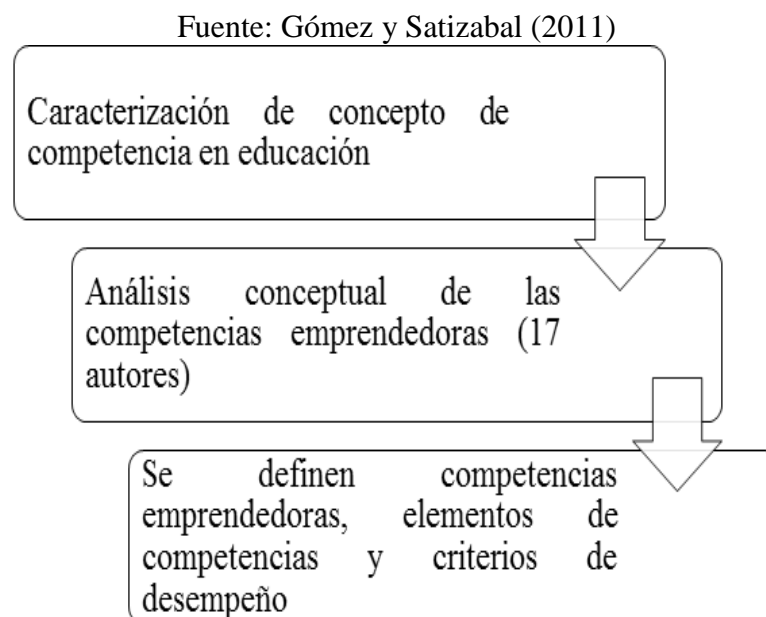 Fuente: Gómez y Satizabal (2011)
Caracterización de concepto de
competencia en educación
Análisis conceptual de las
competencias emprendedoras (17
autores)
Se definen competencias
emprendedoras, elementos de
competencias y criterios de
desempeño